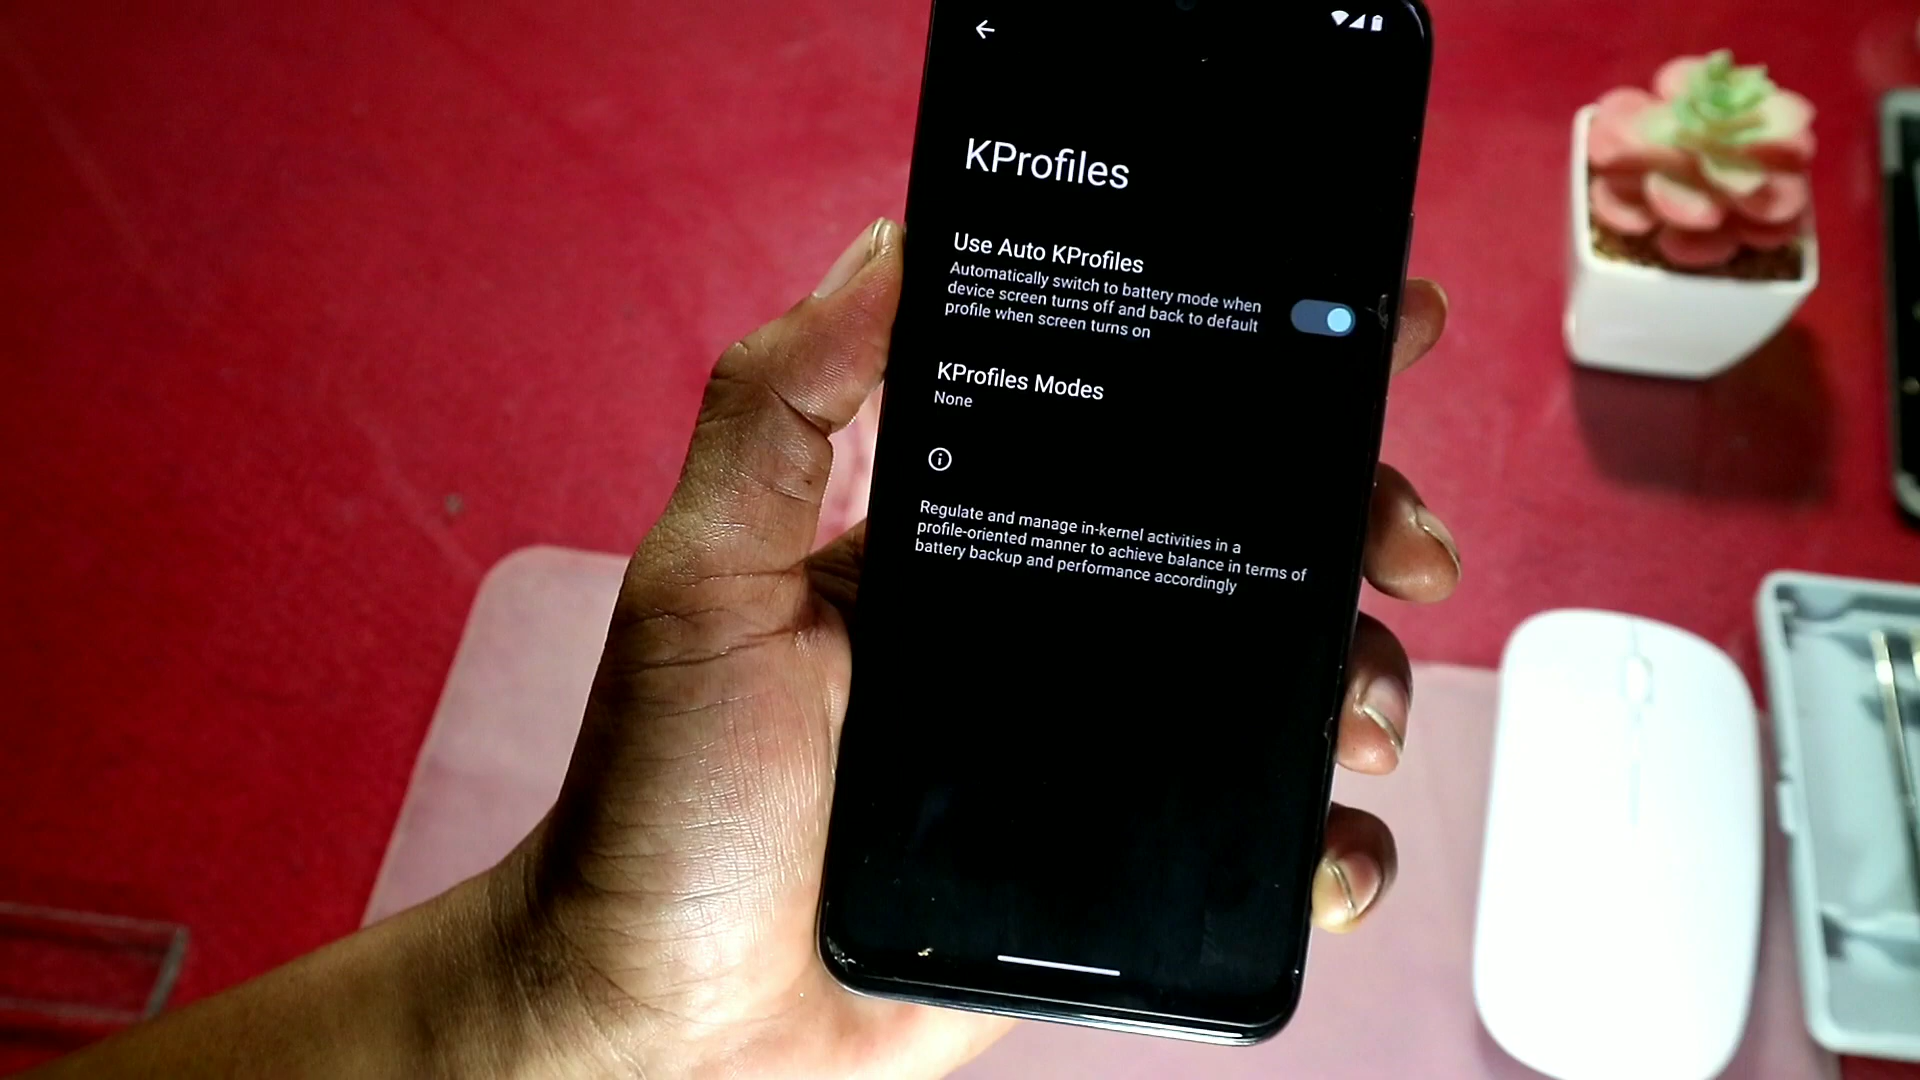 KProfiles
Use Auto KProfiles
Automatically switch to battery mode when
device screen turns off and back to default
profile when screen turns on
KProfiles Modes
None
Regulate and manage in-kernel activities in a
profile-oriented manner to achieve balance in terms of
battery backup and performance accordingly